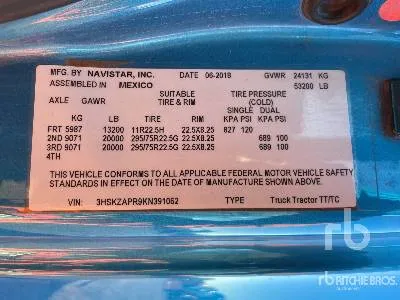 MFG. BY NAVISTAR, INC. DATE 06-2018 GVWR 24131 KG
ASSEMBLED IN MEXICO 53200 LB
SUITABLE TIRE PRESSURE
AXLE GAWR TIRE & RIM (COLD)
SINGLE DUAL
KG LB TIRE RIM KPA PSI KPA PSI
FRT 5987 13200 11R22.5H 22.5X8.25 827 120
2ND 9071 20000 295/75R22.5G 22.5X8.25 689 100
3RD 9071 20000 295/75R22.5G 22.5X8.25 689 100
4TH
THIS VEHICLE CONFORMS TO ALL APPLICABLE FEDERAL MOTOR VEHICLE SAFETY
STANDARDS IN EFFECT ON THE DATE OF MANUFACTURE SHOWN ABOVE.
VIN: 3HSKZAPR9KN391062 TYPE Truck Tractor TT/TC
rb
rb RITCHIE BROS.